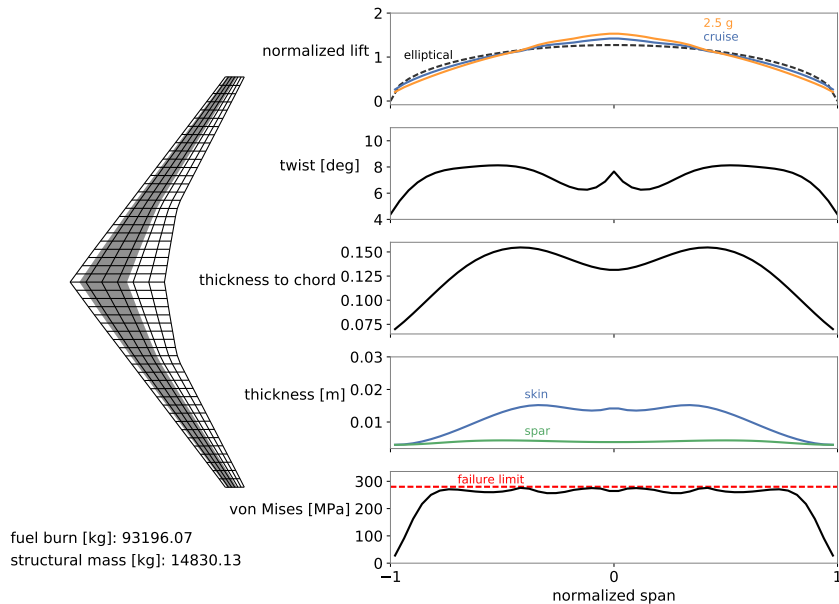 2
1
0
normalized lift
elliptical
2.5 g
cruise
10
8
6
4
twist [deg]
0.150
0.125
0.100
0.075
thickness to chord
0.03
0.02
0.01
thickness [m]
skin
spar
300
200
100
0
von Mises [MPa]
failure limit
−1
0
1
normalized span
fuel burn [kg]: 93196.07
structural mass [kg]: 14830.13